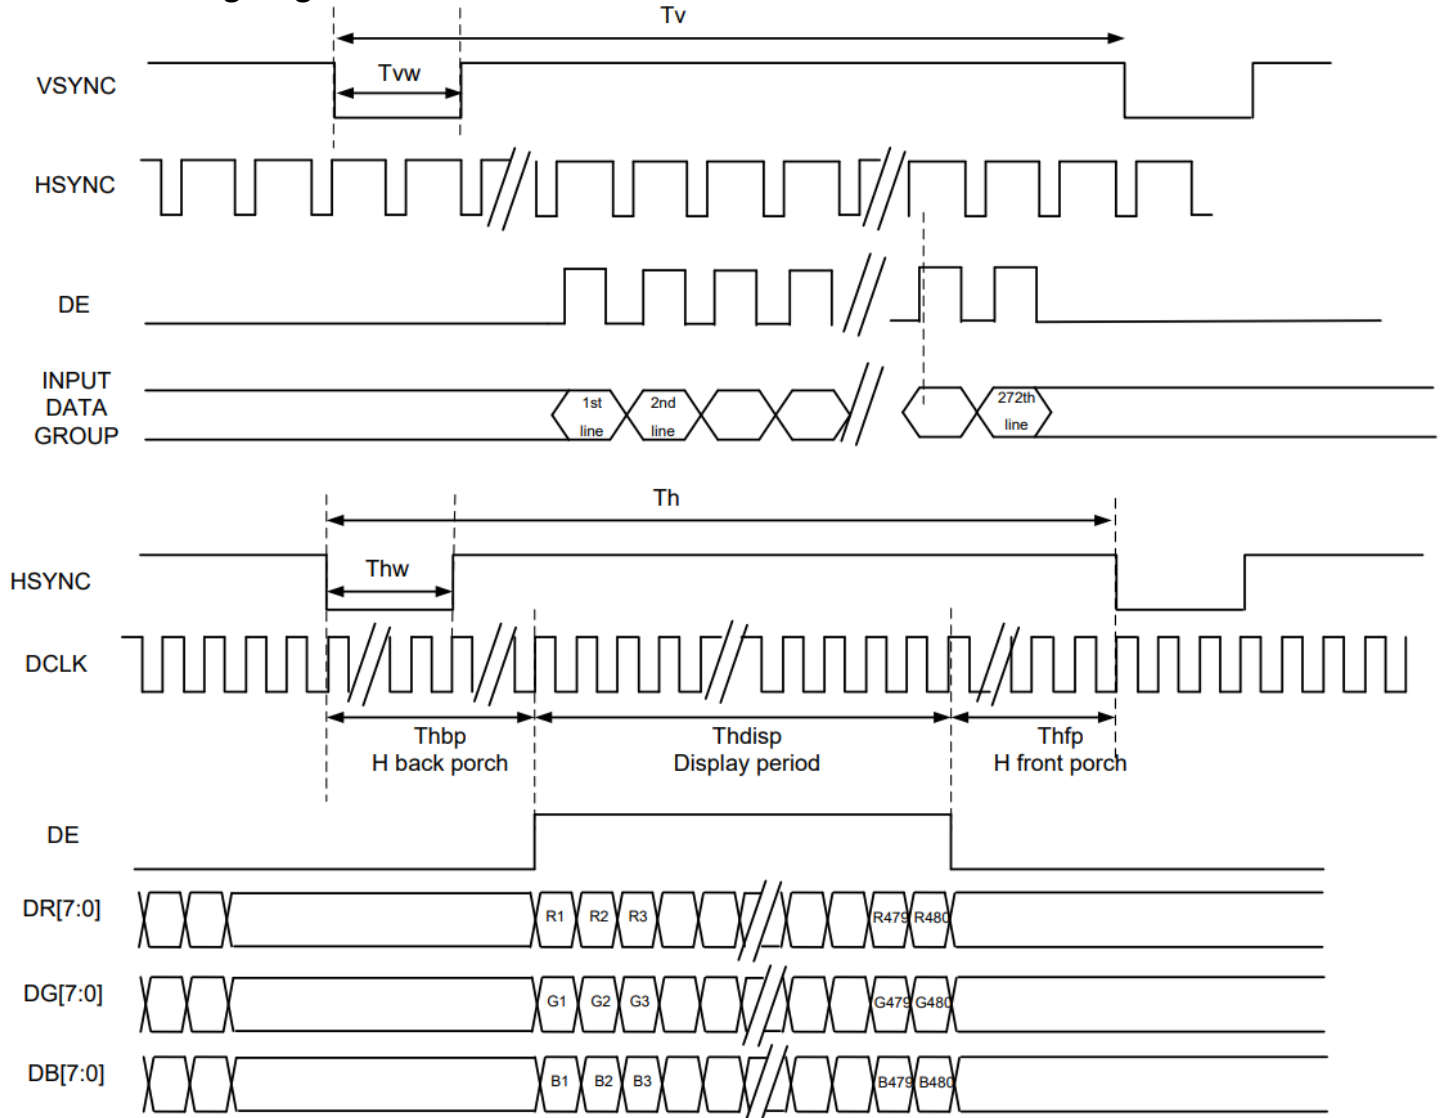 Tv
VSYNC
Tvw
HSYNC
DE
INPUT
DATA
GROUP
1st
line
2nd
line
272th
line
Th
HSYNC
Thw
DCLK
Thbp
H back porch
Thdisp
Display period
Thfp
H front porch
DE
DR[7:0]
R1 R2 R3 R479 R480
DG[7:0]
G1 G2 G3 G479 G480
DB[7:0]
B1 B2 B3 B479 B480